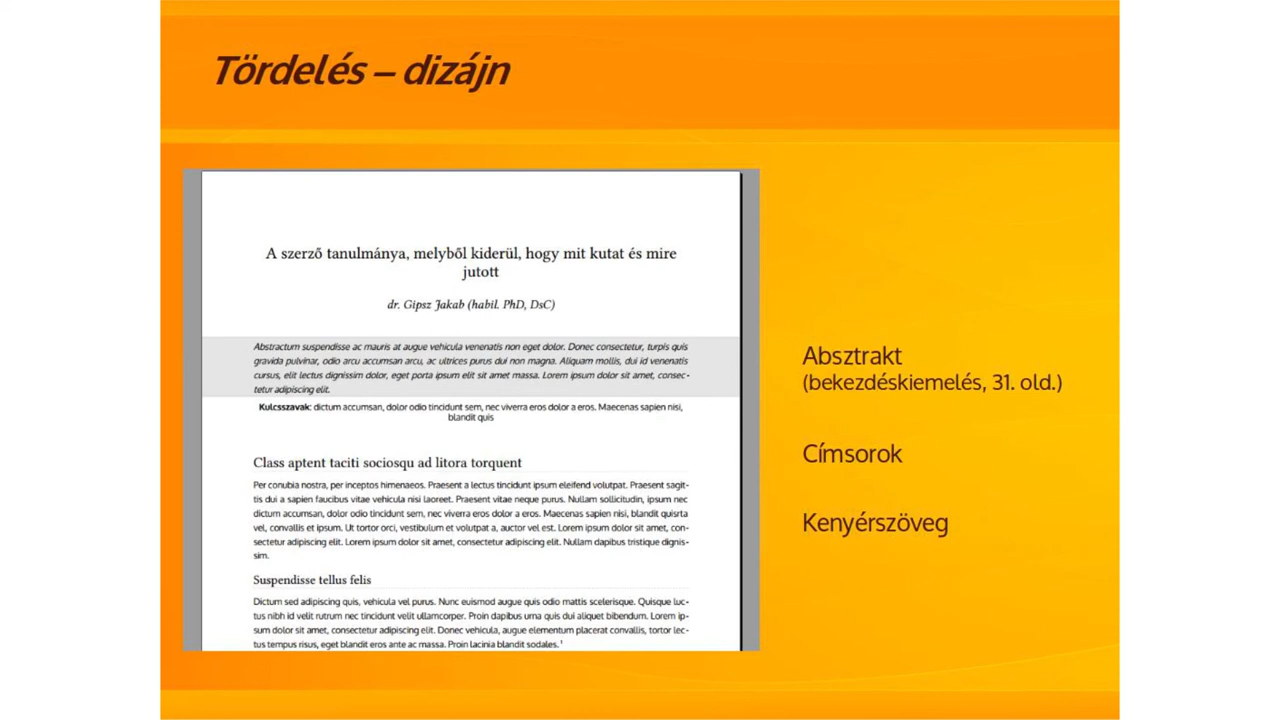 Tördelés – dizájn
A szerző tanulmánya, melyből kiderül, hogy mit kutat és mire
jutott
dr. Gipsz Jakab (habil. PhD, DsC)
Abstractum suspendisse ac mauris at augue vehicula venenatis non eget dolor. Donec consectetur, turpis quis
gravida pulvinar, odio arcu accumsan arcu, ac ultrices purus dui non magna. Aliquam mollis, dui id venenatis
cursus, elit lectus dignissim dolor, eget porta ipsum elit sit amet massa. Lorem ipsum dolor sit amet, consec-
tetur adipiscing elit.
Kulcsszavak: dictum accumsan, dolor odio tincidunt sem, nec viverra eros dolor a eros. Maecenas sapien nisi,
blandit quis
Class aptent taciti sociosqu ad litora torquent
Per conubia nostra, per inceptos himenaeos. Praesent a lectus tincidunt ipsum eleifend volutpat. Praesent sagit-
tis dui a sapien faucibus vitae vehicula nisi laoreet. Praesent vitae neque purus. Nullam sollicitudin, ipsum nec
dictum accumsan, dolor odio tincidunt sem, nec viverra eros dolor a eros. Maecenas sapien nisi, blandit quisrta
vel, convallis et ipsum. Ut tortor orci, vestibulum et volutpat a, auctor vel est. Lorem ipsum dolor sit amet, con-
sectetur adipiscing elit. Lorem ipsum dolor sit amet, consectetur adipiscing elit. Nullam dapibus tristique dignis-
sim.
Suspendisse tellus felis
Dictum sed adipiscing quis, vehicula vel purus. Nunc euismod augue quis odio mattis scelerisque. Quisque luc-
tus nibh id velit rutrum nec tincidunt velit ullamcorper. Proin dapibus urna quis dui aliquet bibendum. Lorem ip-
sum dolor sit amet, consectetur adipiscing elit. Donec vehicula, augue elementum placerat convallis, tortor lec-
tus tempus risus, eget blandit eros ante ac massa. Proin lacinia blandit sodales.¹
Absztrakt
(bekezdéskiemelés, 31. old.)
Címsorok
Kenyérszöveg